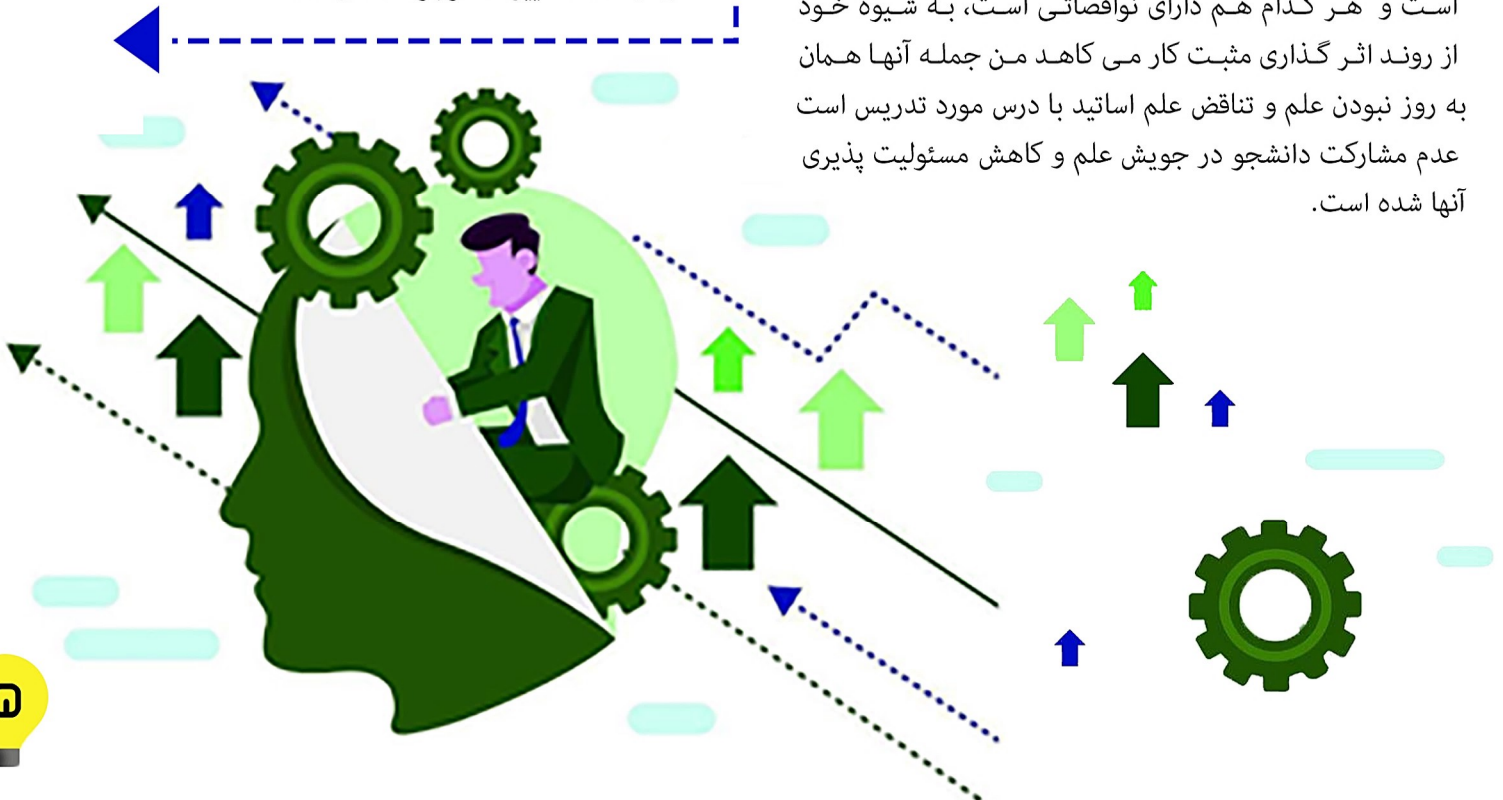 است و هر کدام هم دارای نواقصاتی است، به شیوه خود
از روند اثر گذاری مثبت کار می کاهد من جمله آنها همان
به روز نبودن علم و تناقض علم اساتید با درس مورد تدریس است
عدم مشارکت دانشجو در جویش علم و کاهش مسئولیت پذیری
آنها شده است.